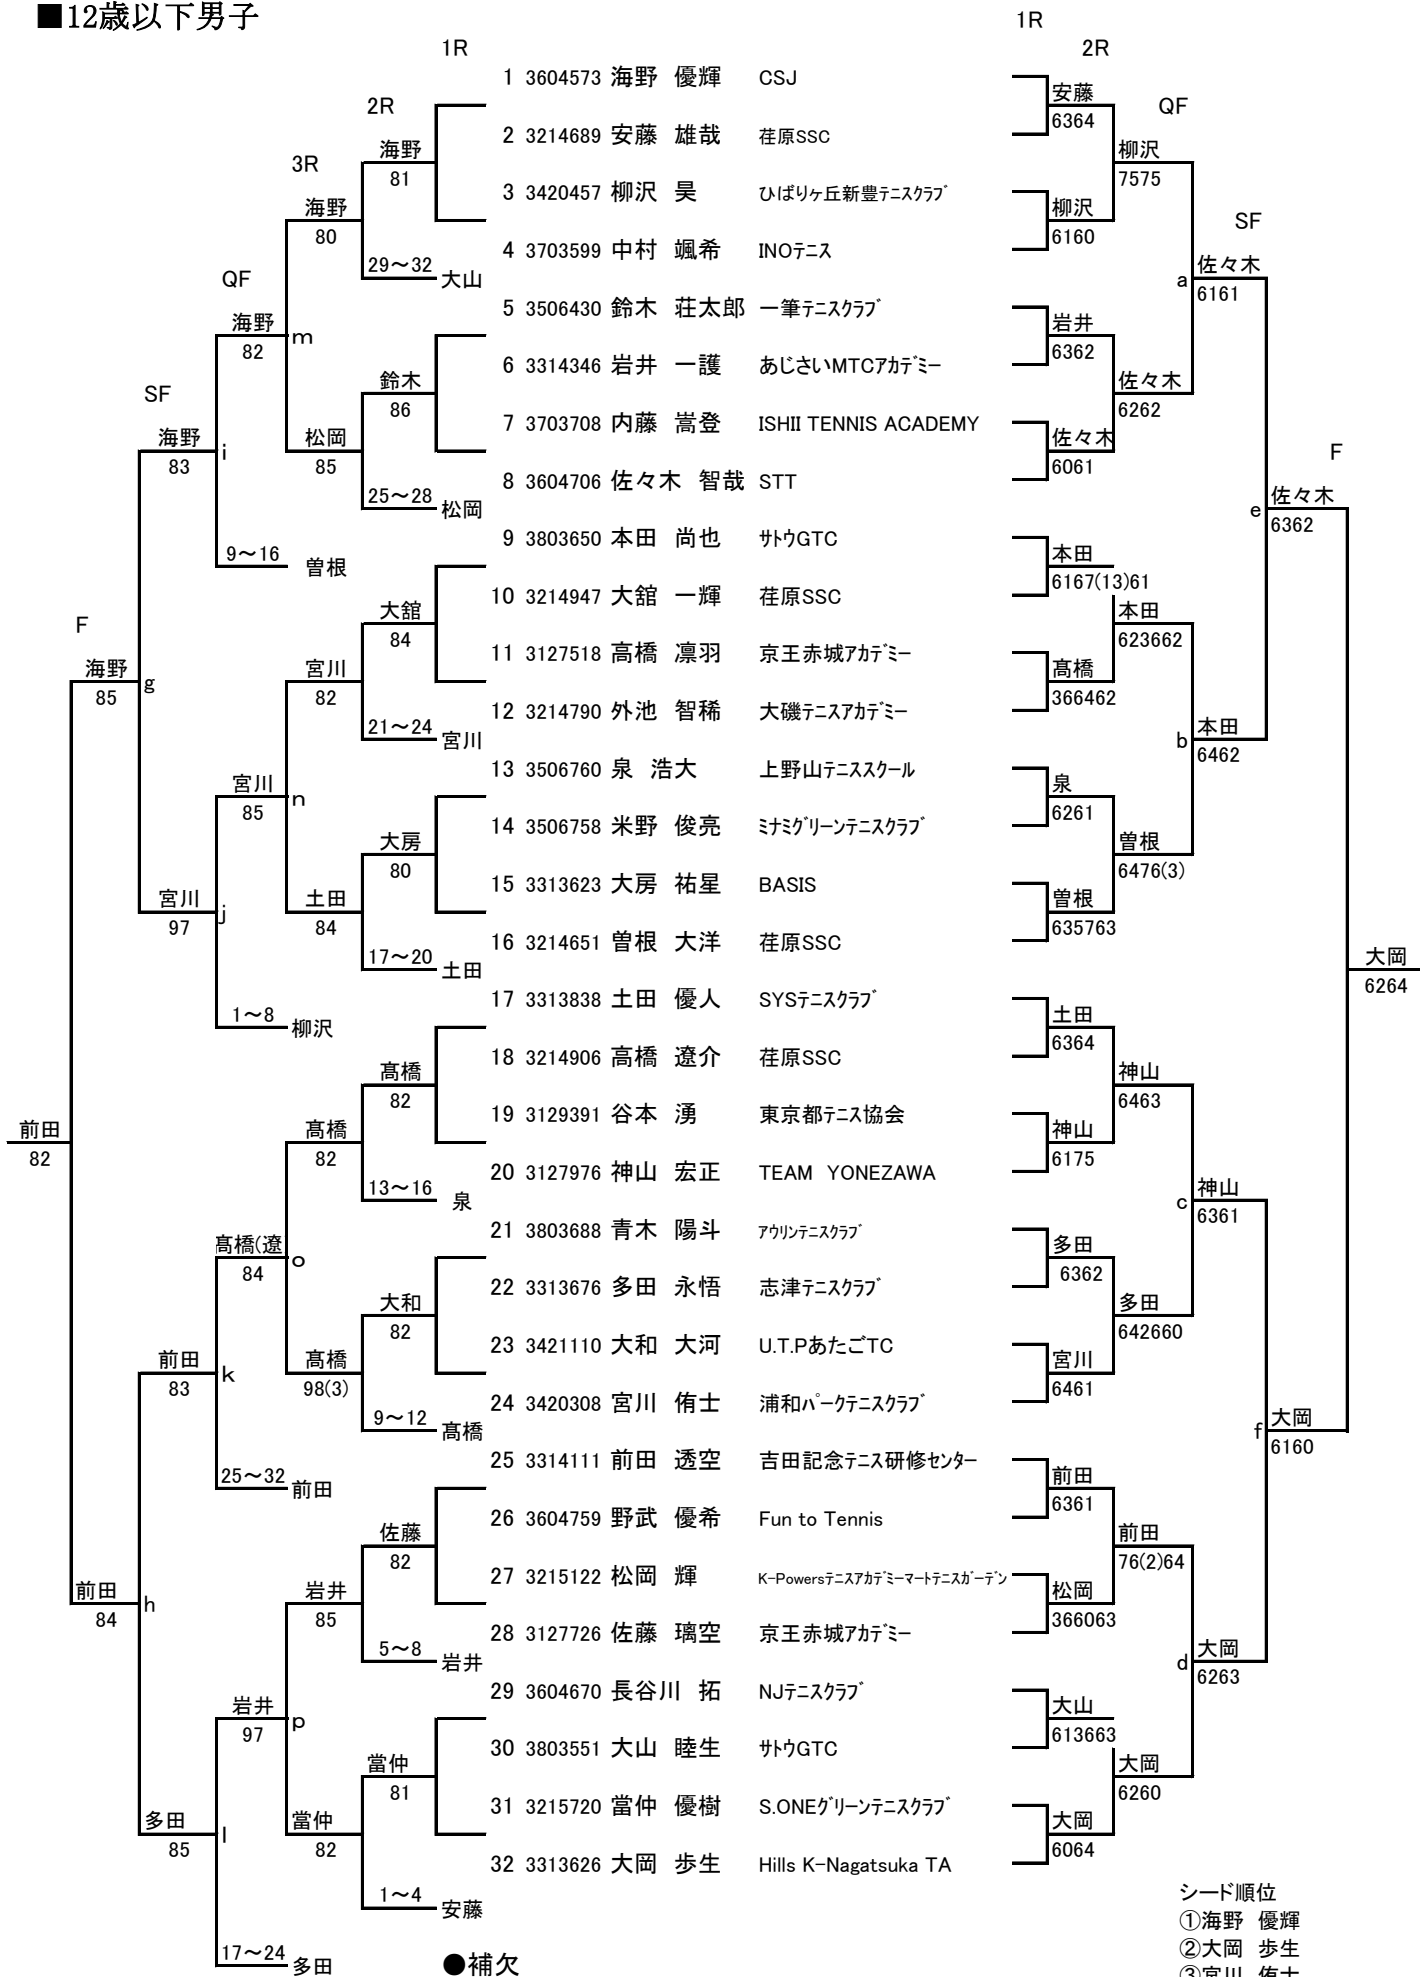 ■12歳以下男子
1R
1R 2R
1 3604573 海野 優輝 CSJ
安藤
2R QF
6364
2 3214689 安藤 雄哉 荏原SSC
海野 柳沢
3R
81 7575
3 3420457 柳沢 昊 ひばりヶ丘新豊ﾃﾆｽｸﾗﾌﾞ
海野 柳沢
SF
80 6160
4 3703599 中村 颯希 INOﾃﾆｽ
29～32 佐々木
QF 大山 a
6161
5 3506430 鈴木 荘太郎 一筆ﾃﾆｽｸﾗﾌﾞ
海野 m 岩井
82 6362
6 3314346 岩井 一護 あじさいMTCｱｶﾃﾞﾐｰ
鈴木 佐々木
SF
86 6262
7 3703708 内藤 嵩登 ISHII TENNIS ACADEMY
海野 i 松岡 佐々木
F
83 85 6061
8 3604706 佐々木 智哉 STT
25～28 松岡 e 佐々木
6362
9 3803650 本田 尚也 ｻﾄｳGTC
9～16 曽根 本田
6167(13)61
10 3214947 大舘 一輝 荏原SSC
大舘 本田
F
84 623662
11 3127518 高橋 凛羽 京王赤城ｱｶﾃﾞﾐｰ
海野 g 宮川 髙橋
85 82 366462
12 3214790 外池 智稀 大磯ﾃﾆｽｱｶﾃﾞﾐｰ
21～24 宮川 b 本田
6462
13 3506760 泉 浩大 上野山ﾃﾆｽｽｸｰﾙ
宮川 n 泉
85 6261
14 3506758 米野 俊亮 ﾐﾅﾐｸﾞﾘｰﾝﾃﾆｽｸﾗﾌﾞ
大房 曽根
80 6476(3)
15 3313623 大房 祐星 BASIS
宮川 j 土田 曽根
97 84 635763
16 3214651 曽根 大洋 荏原SSC
17～20 土田 大岡
6264
17 3313838 土田 優人 SYSﾃﾆｽｸﾗﾌﾞ
1～8 柳沢 土田
6364
18 3214906 高橋 遼介 荏原SSC
髙橋 神山
82 6463
19 3129391 谷本 湧 東京都ﾃﾆｽ協会
前田 髙橋 神山
82 82 6175
20 3127976 神山 宏正 TEAM YONEZAWA
13～16 泉 c 神山
6361
21 3803688 青木 陽斗 ｱｳﾘﾝﾃﾆｽｸﾗﾌﾞ
髙橋(遼 o 多田
84 6362
22 3313676 多田 永悟 志津ﾃﾆｽｸﾗﾌﾞ
大和 多田
82 642660
23 3421110 大和 大河 U.T.PあたごTC
前田 k 髙橋 宮川
83 98(3) 6461
24 3420308 宮川 侑士 浦和ﾊﾟｰｸﾃﾆｽｸﾗﾌﾞ
9～12 髙橋 f 大岡
6160
25 3314111 前田 透空 吉田記念ﾃﾆｽ研修ｾﾝﾀｰ
25～32 前田 前田
6361
26 3604759 野武 優希 Fun to Tennis
佐藤 前田
82 76(2)64
27 3215122 松岡 輝 K-Powersﾃﾆｽｱｶﾃﾞﾐｰﾏｰﾄﾃﾆｽｶﾞｰﾃﾞﾝ
前田 h 岩井 松岡
84 85 366063
28 3127726 佐藤 璃空 京王赤城ｱｶﾃﾞﾐｰ
5～8 岩井 d 大岡
6263
29 3604670 長谷川 拓 NJﾃﾆｽｸﾗﾌﾞ
岩井 p 大山
97 613663
30 3803551 大山 睦生 ｻﾄｳGTC
當仲 大岡
81 6260
31 3215720 當仲 優樹 S.ONEｸﾞﾘｰﾝﾃﾆｽｸﾗﾌﾞ
多田 l 當仲 大岡
85 82 6064
32 3313626 大岡 歩生 Hills K-Nagatsuka TA
1～4 安藤
シード順位
①海野 優輝
②大岡 歩生
17～24 多田 ●補欠
③宮川 侑士